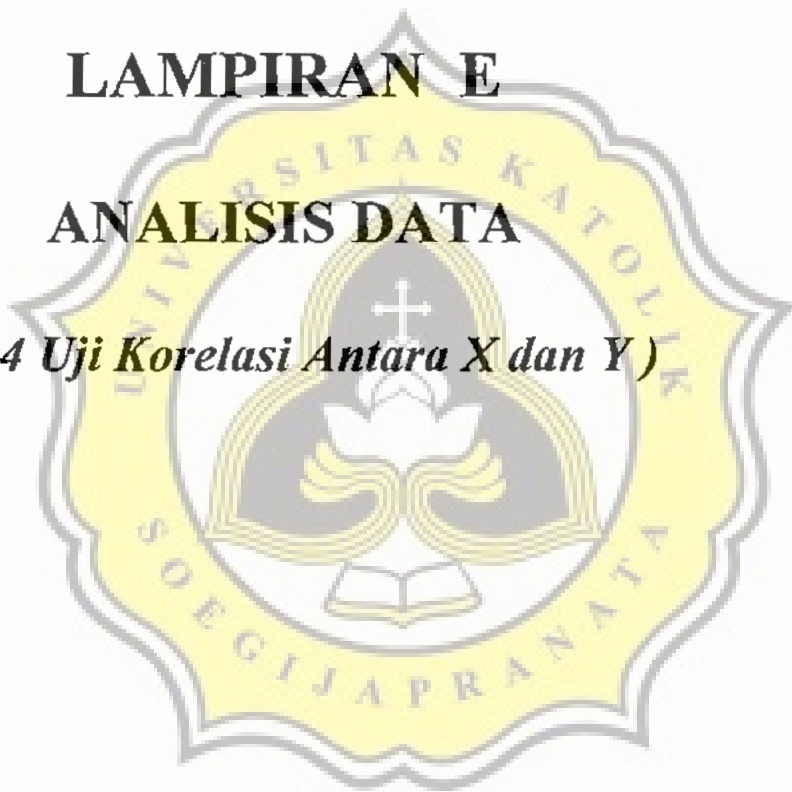 LAMPIRAN E
ANALISIS DATA
4 Uji Korelasi Antara X dan Y )
UNIVERSITAS KATOLIK
SOEGIJAPRANATA